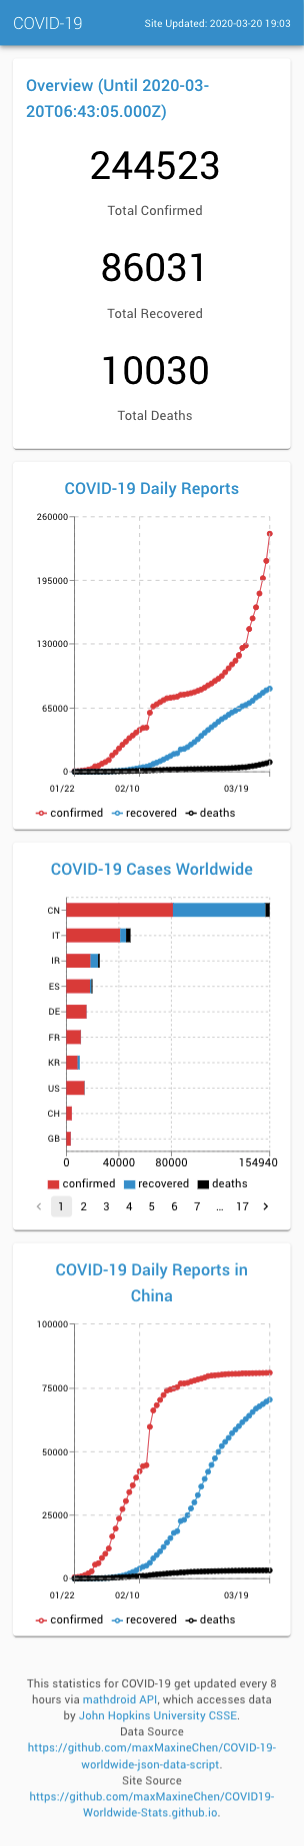 COVID-19
Site Updated: 2020-03-20 19:03
Overview (Until 2020-03-
20T06:43:05.000Z)
244523
Total Confirmed
86031
Total Recovered
10030
Total Deaths
COVID-19 Daily Reports
260000
195000
130000
65000
0
01/22 02/10 03/19
confirmed recovered deaths
COVID-19 Cases Worldwide
CN
IT
IR
ES
DE
FR
KR
US
CH
GB
0 40000 80000 154940
confirmed recovered deaths
< 1 2 3 4 5 6 7 ... 17 >
COVID-19 Daily Reports in
China
100000
75000
50000
25000
0
01/22 02/10 03/19
confirmed recovered deaths
This statistics for COVID-19 get updated every 8
hours via mathdroid API, which accesses data
by John Hopkins University CSSE.
Data Source
https://github.com/maxMaxineChen/COVID-19-
worldwide-json-data-script.
Site Source
https://github.com/maxMaxineChen/COVID19-
Worldwide-Stats.github.io.